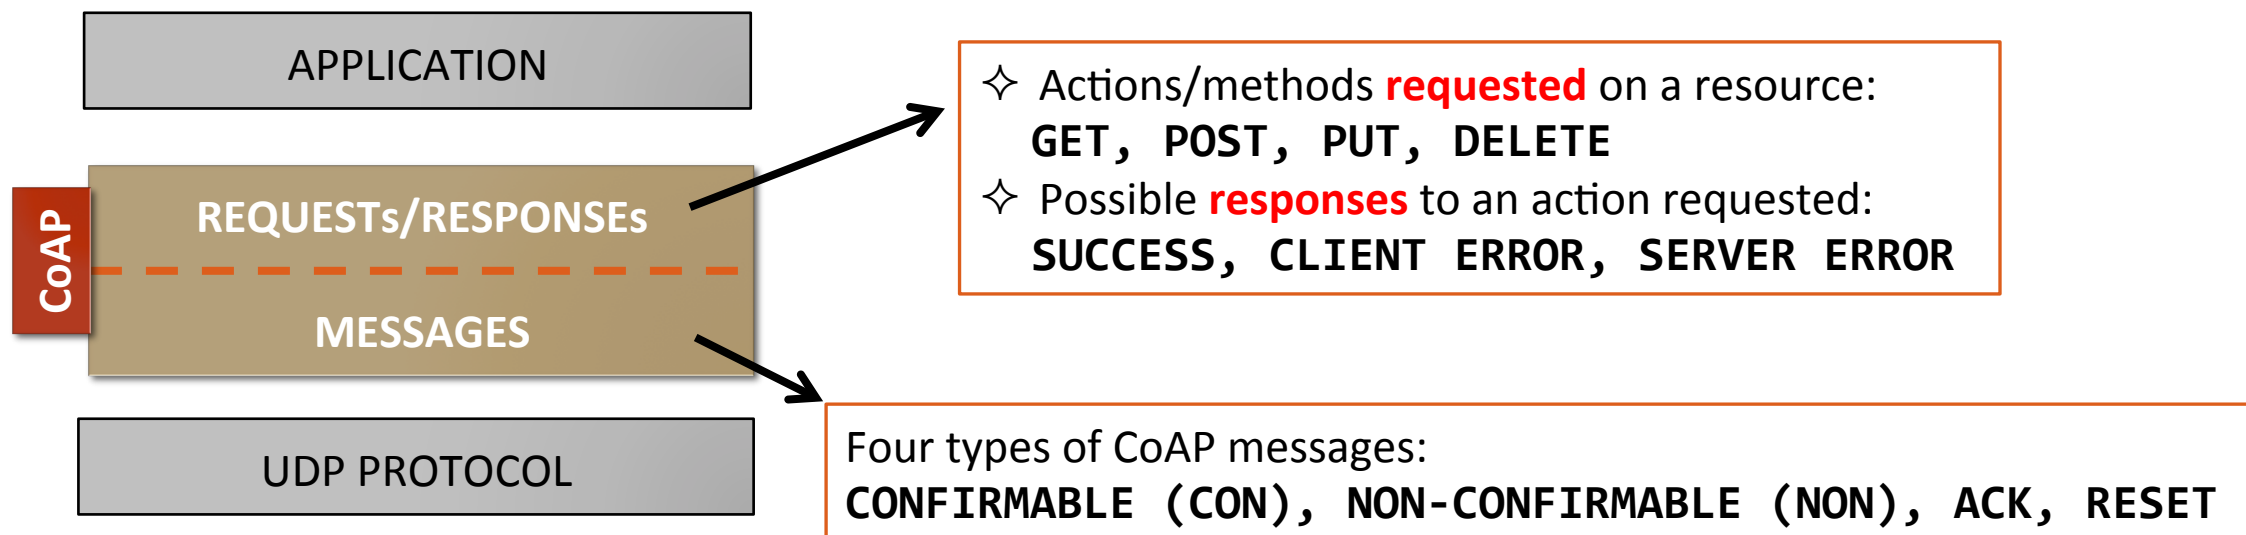 APPLICATION
CoAP
REQUESTs/RESPONSEs
MESSAGES
UDP PROTOCOL
✧ Actions/methods requested on a resource:
GET, POST, PUT, DELETE
✧ Possible responses to an action requested:
SUCCESS, CLIENT ERROR, SERVER ERROR
Four types of CoAP messages:
CONFIRMABLE (CON), NON-CONFIRMABLE (NON), ACK, RESET